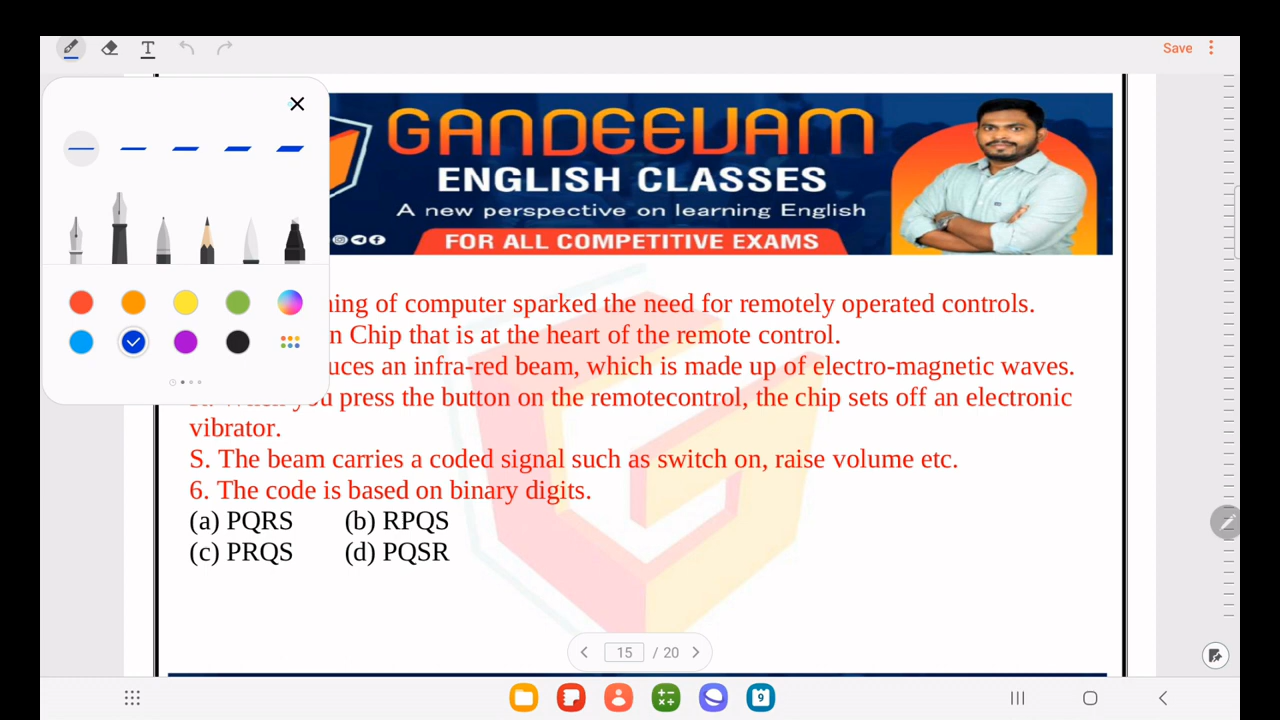 T
Save
GANDEEVAM
ENGLISH CLASSES
A new perspective on learning English
FOR ALL COMPETITIVE EXAMS
of computer sparked the need for remotely operated controls.
Chip that is at the heart of the remote control.
an infra-red beam, which is made up of electro-magnetic waves.
you press the button on the remotecontrol, the chip sets off an electronic
vibrator.
S. The beam carries a coded signal such as switch on, raise volume etc.
6. The code is based on binary digits.
(a) PQRS (b) RPQS
(c) PRQS (d) PQSR
15 / 20
9